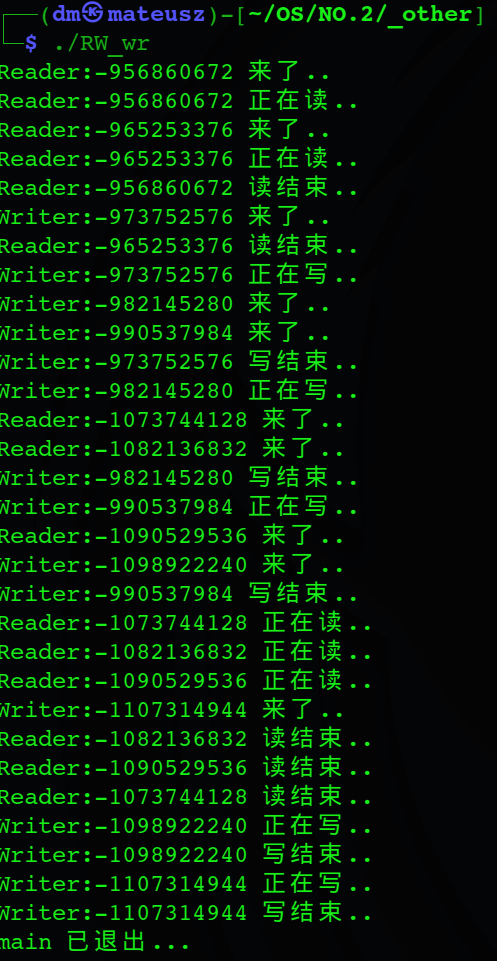 ┌──(dm㉿mateusz)-[~/OS/NO.2/_other]
└─$ ./RW_wr
Reader:-956860672 来了..
Reader:-956860672 正在读..
Reader:-965253376 来了..
Reader:-965253376 正在读..
Reader:-956860672 读结束..
Writer:-973752576 来了..
Reader:-965253376 读结束..
Writer:-973752576 正在写..
Writer:-982145280 来了..
Writer:-990537984 来了..
Writer:-973752576 写结束..
Writer:-982145280 正在写..
Reader:-1073744128 来了..
Reader:-1082136832 来了..
Writer:-982145280 写结束..
Writer:-990537984 正在写..
Reader:-1090529536 来了..
Writer:-1098922240 来了..
Writer:-990537984 写结束..
Reader:-1073744128 正在读..
Reader:-1082136832 正在读..
Reader:-1090529536 正在读..
Writer:-1107314944 来了..
Reader:-1082136832 读结束..
Reader:-1090529536 读结束..
Reader:-1073744128 读结束..
Writer:-1098922240 正在写..
Writer:-1098922240 写结束..
Writer:-1107314944 正在写..
Writer:-1107314944 写结束..
main 已退出...